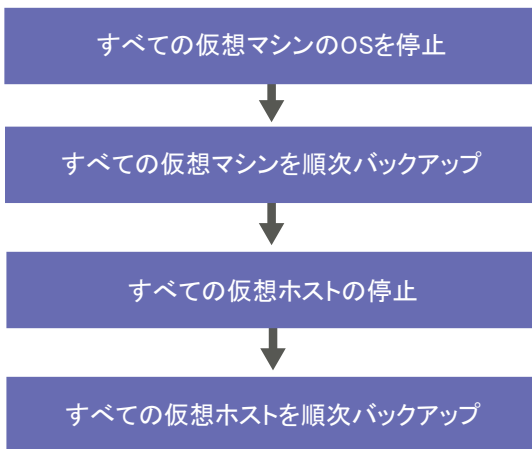 すべての仮想マシンのOSを停止
すべての仮想マシンを順次バックアップ
すべての仮想ホストの停止
すべての仮想ホストを順次バックアップ